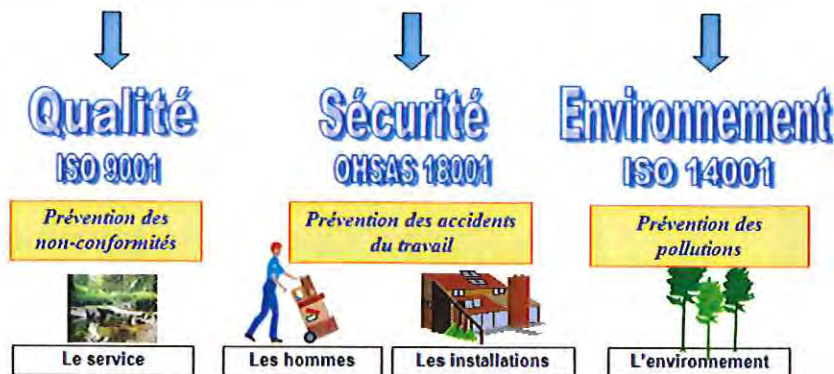 Qualité
ISO 9001
Prévention des
non-conformités
Le service
Sécurité
OHSAS 18001
Prévention des accidents
du travail
Les hommes
Les installations
Environnement
ISO 14001
Prévention des
pollutions
L'environnement